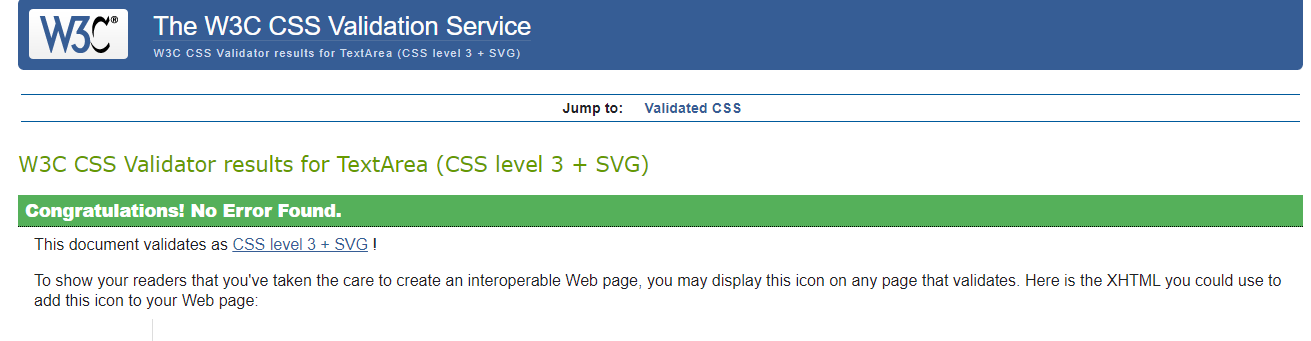 W3C®
The W3C CSS Validation Service
W3C CSS Validator results for TextArea (CSS level 3 + SVG)
Jump to: Validated CSS
W3C CSS Validator results for TextArea (CSS level 3 + SVG)
Congratulations! No Error Found.
This document validates as CSS level 3 + SVG !
To show your readers that you've taken the care to create an interoperable Web page, you may display this icon on any page that validates. Here is the XHTML you could use to
add this icon to your Web page: